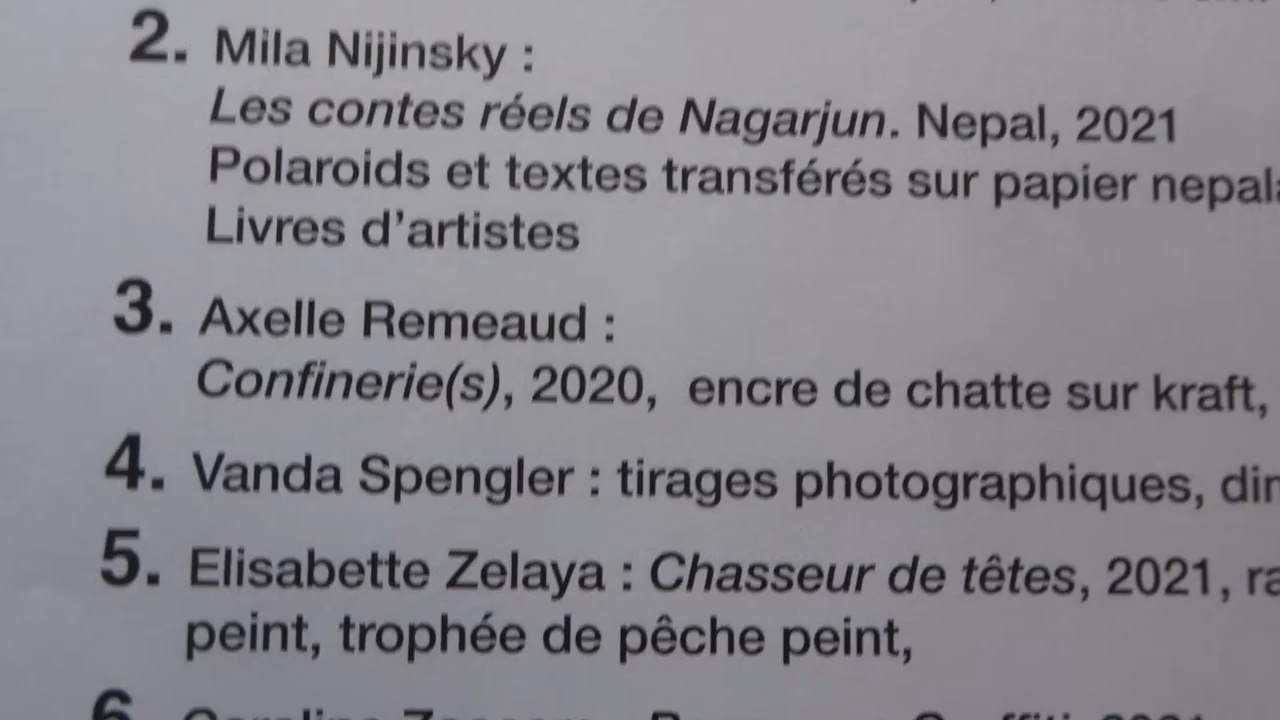 2. Mila Nijinsky :
Les contes réels de Nagarjun. Nepal, 2021
Polaroids et textes transférés sur papier
Livres d'artistes
3. Axelle Remeaud :
Confinerie(s), 2020, encre de chatte sur kraft,
4. Vanda Spengler : tirages photographiques,
5. Elisabette Zelaya : Chasseur de têtes, 2021,
peint, trophée de pêche peint,
6.